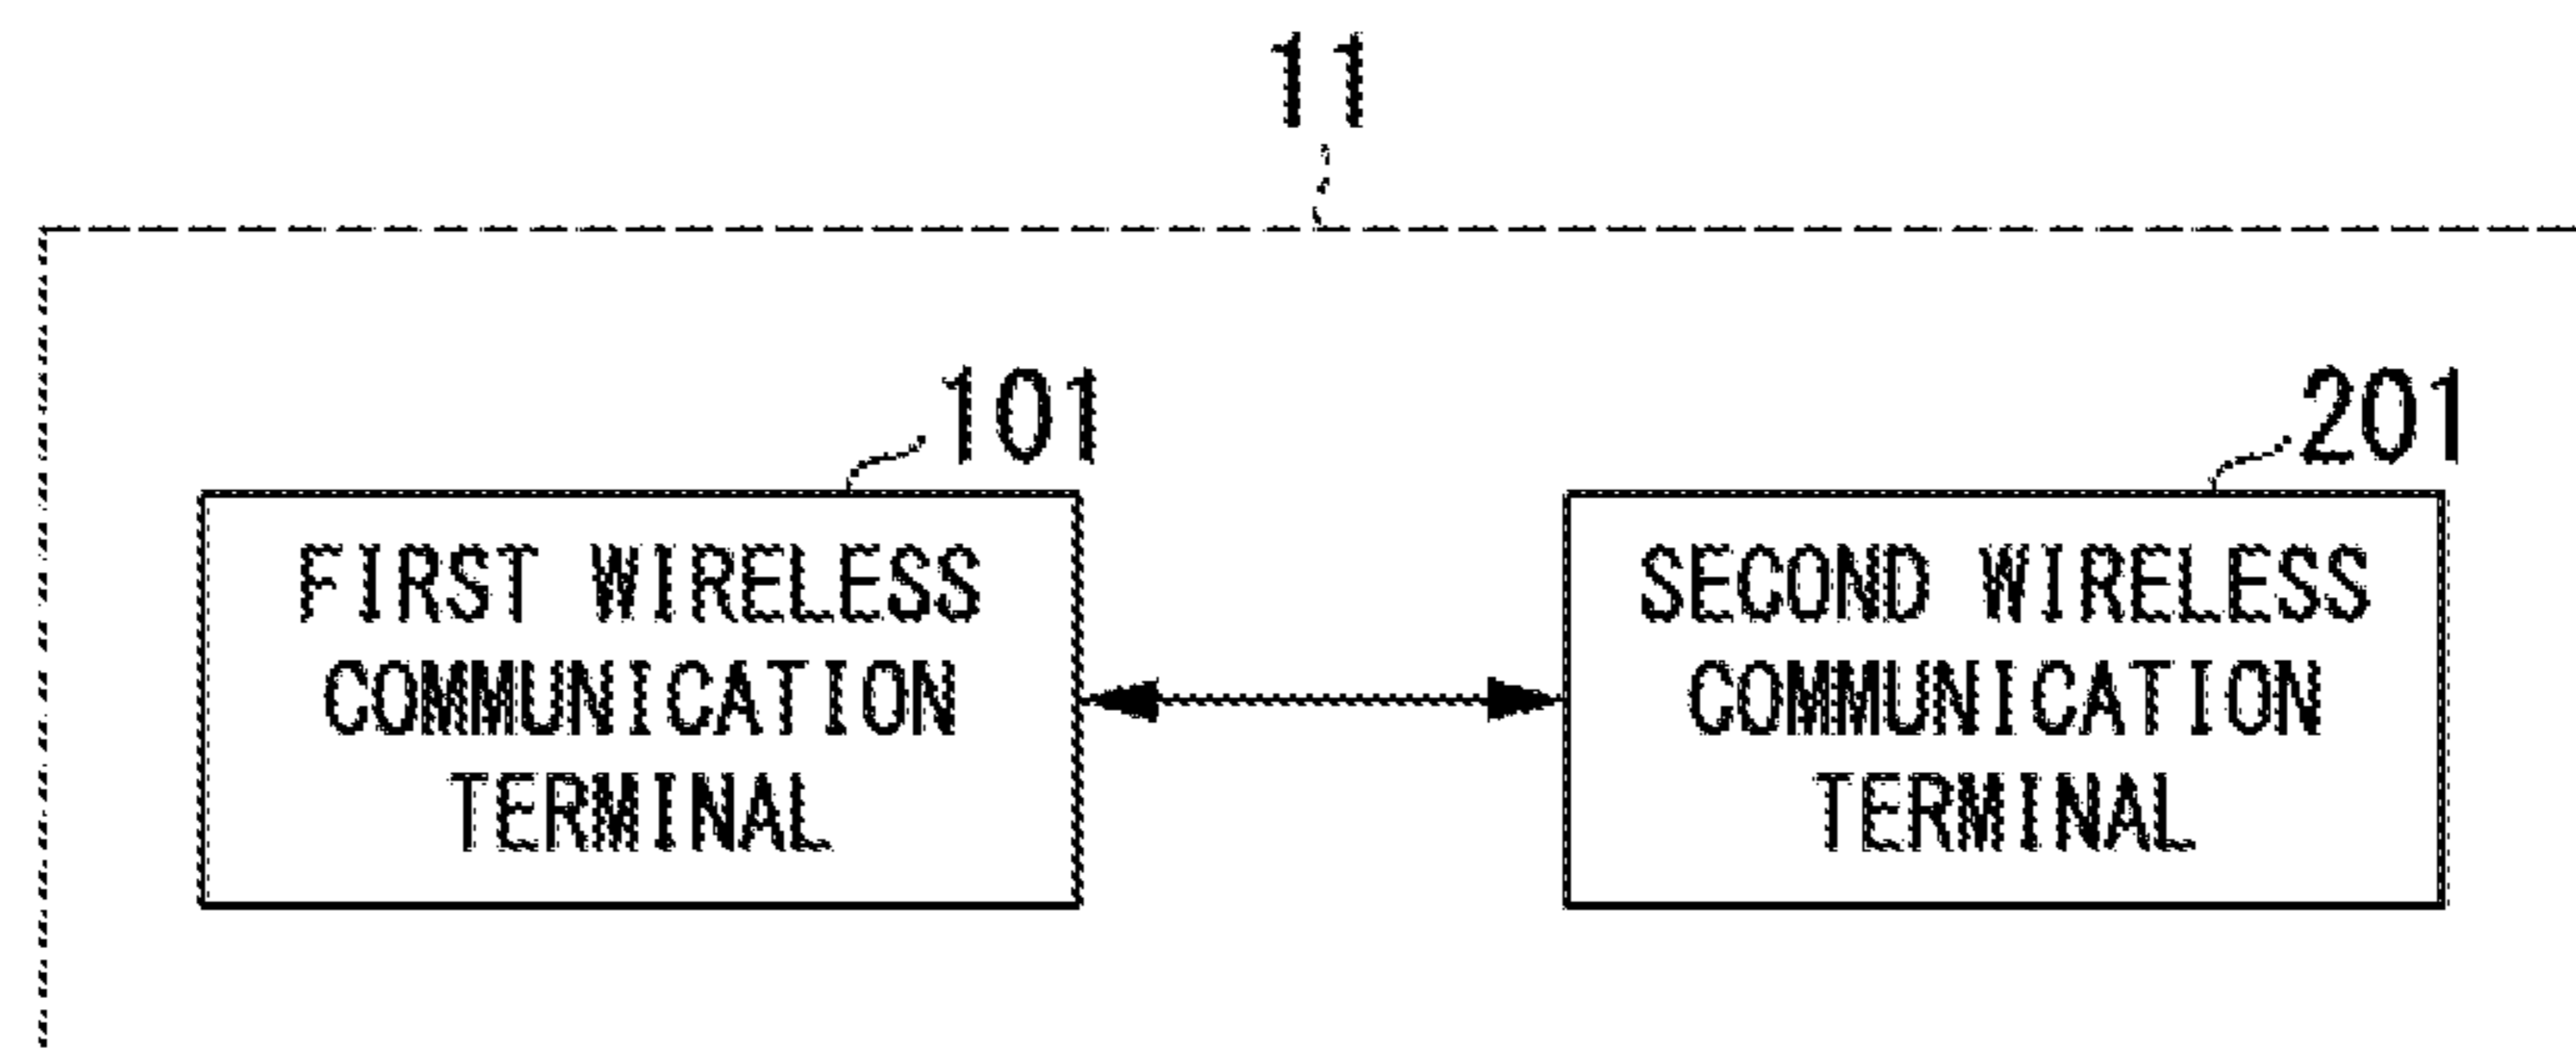 11
101
FIRST WIRELESS
COMMUNICATION
TERMINAL
201
SECOND WIRELESS
COMMUNICATION
TERMINAL